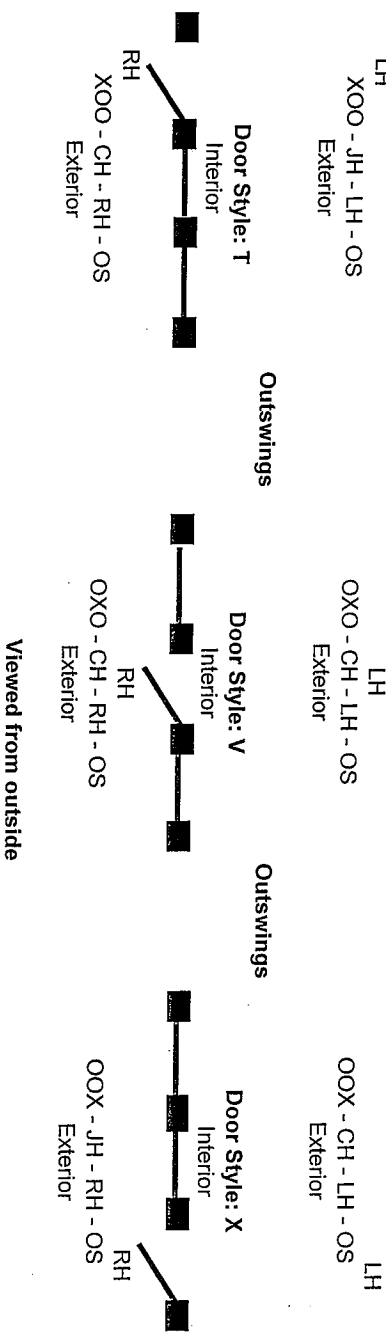 LH
XOO - JH - LH - OS
Exterior
LH
OXO - CH - LH - OS
Exterior
LH
OOX - CH - LH - OS
Exterior
Outswings
Outswings
Door Style: T
Interior
RH
XOO - CH - RH - OS
Exterior
Door Style: V
Interior
RH
OXO - CH - RH - OS
Exterior
Door Style: X
Interior
RH
OOX - JH - RH - OS
Exterior
Viewed from outside